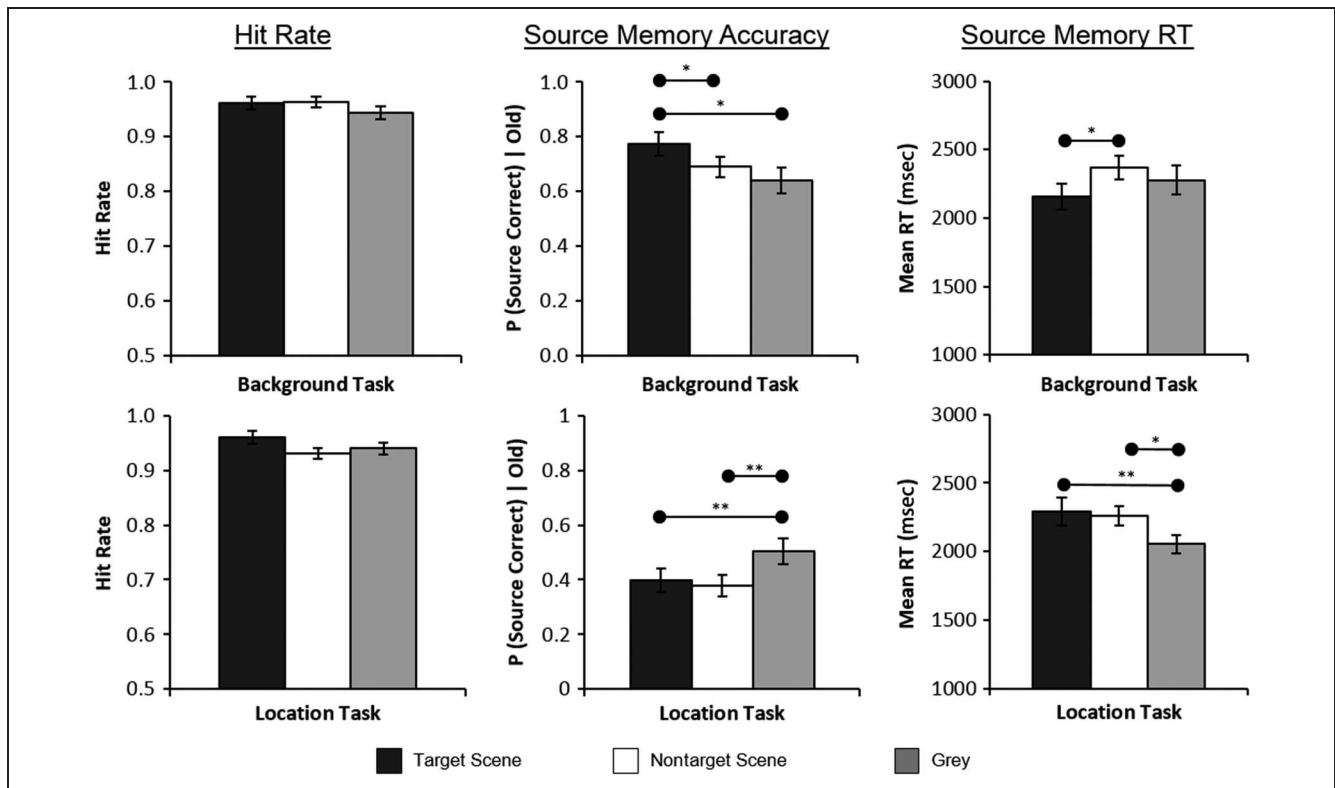 Hit Rate
Source Memory Accuracy
Source Memory RT
1.0
0.9
0.8
0.7
0.6
0.5
Hit Rate
Background Task
1.0
0.8
0.6
0.4
0.2
0.0
P (Source Correct) | Old)
*
*
Background Task
3000
2500
2000
1500
1000
Mean RT (msec)
*
Background Task
1.0
0.9
0.8
0.7
0.6
0.5
Hit Rate
Location Task
1
0.8
0.6
0.4
0.2
0
P (Source Correct) | Old)
**
**
Location Task
3000
2500
2000
1500
1000
Mean RT (msec)
*
**
Location Task
Target Scene
Nontarget Scene
Grey